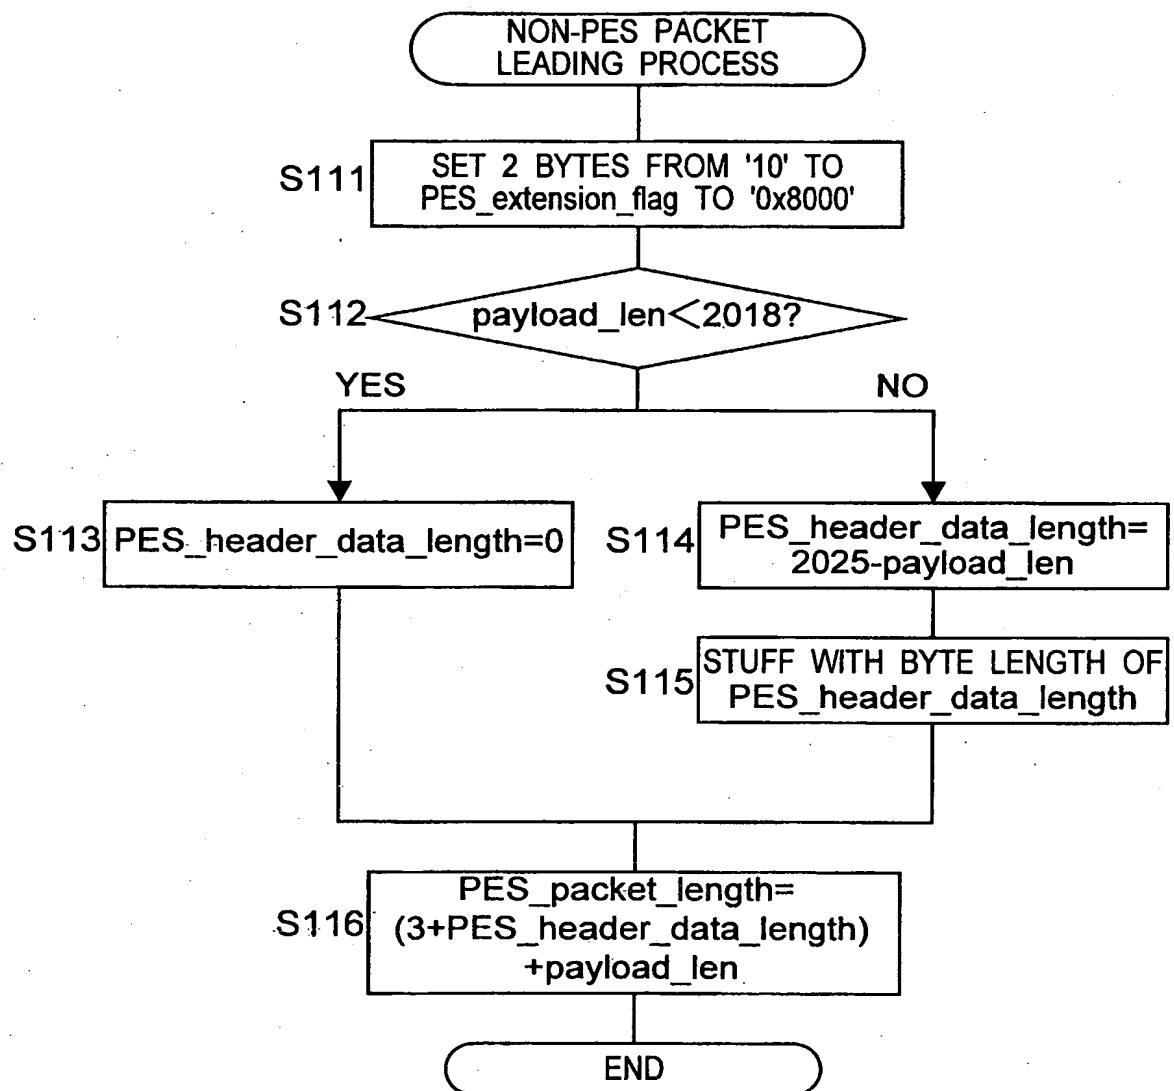 NON-PES PACKET
LEADING PROCESS
S111
SET 2 BYTES FROM '10' TO
PES_extension_flag TO '0x8000'
S112
payload_len<2018?
YES
NO
S113
PES_header_data_length=0
S114
PES_header_data_length=
2025-payload_len
S115
STUFF WITH BYTE LENGTH OF
PES_header_data_length
S116
PES_packet_length=
(3+PES_header_data_length)
+payload_len
END